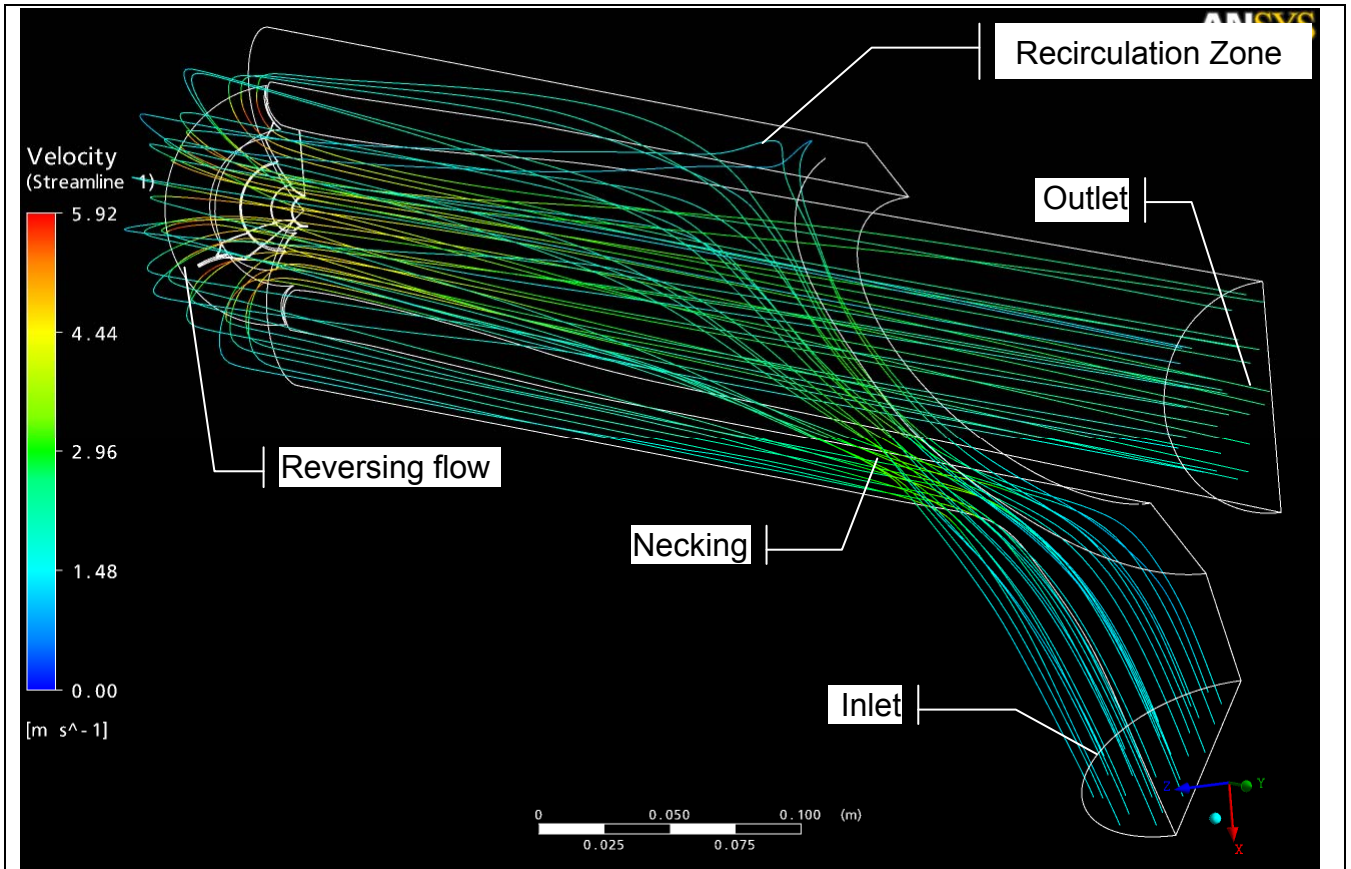 ANSYS
Recirculation Zone
Velocity
(Streamline 1)
5.92
4.44
2.96
1.48
0.00
[m s^-1]
Outlet
Reversing flow
Necking
Inlet
0 0.050 0.100 (m)
0.025 0.075
Z Y
X